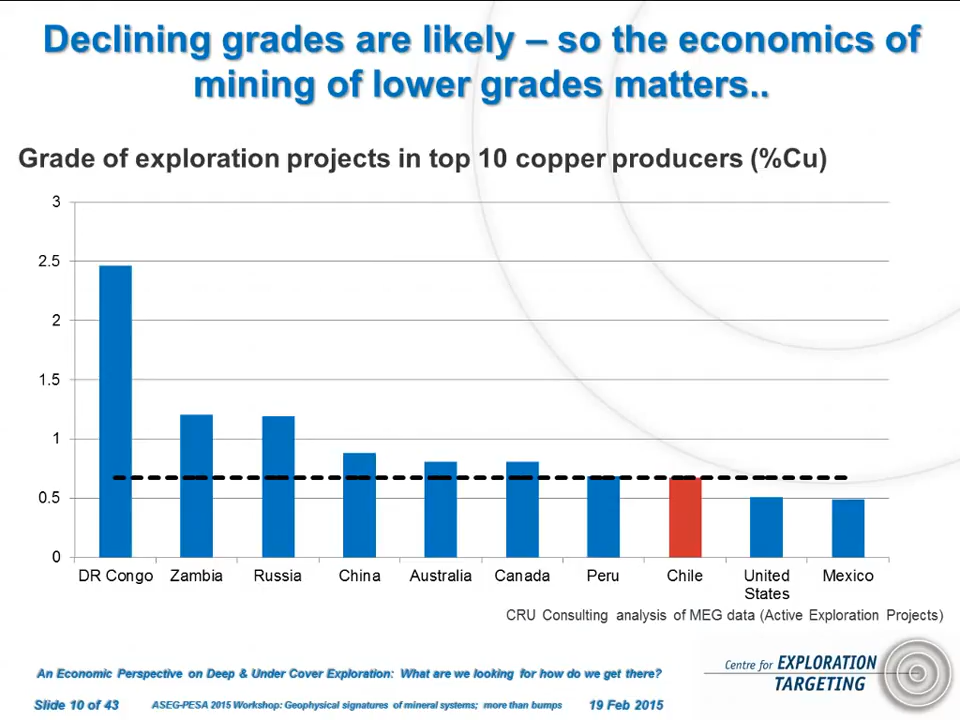 Declining grades are likely – so the economics of
mining of lower grades matters..
Grade of exploration projects in top 10 copper producers (%Cu)
3
2.5
2
1.5
1
0.5
0
DR Congo Zambia Russia China Australia Canada Peru Chile United States Mexico
CRU Consulting analysis of MEG data (Active Exploration Projects)
An Economic Perspective on Deep & Under Cover Exploration: What are we looking for how do we get there?
Centre for EXPLORATION
TARGETING
Slide 10 of 43 ASEG-PESA 2015 Workshop: Geophysical signatures of mineral systems; more than bumps 19 Feb 2015